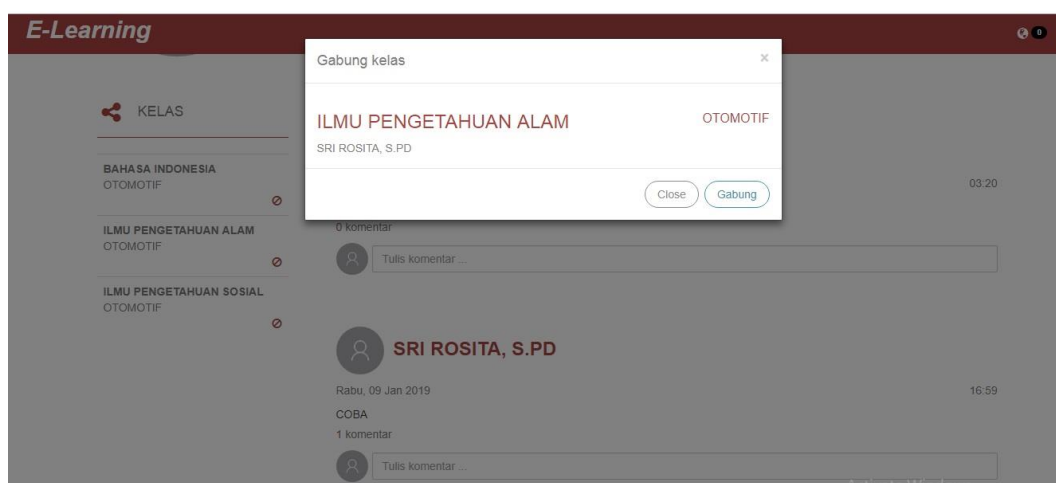 E-Learning
0
Gabung kelas
×
ILMU PENGETAHUAN ALAM
OTOMOTIF
SRI ROSITA, S.PD
Close
Gabung
KELAS
BAHASA INDONESIA
OTOMOTIF
ILMU PENGETAHUAN ALAM
OTOMOTIF
ILMU PENGETAHUAN SOSIAL
OTOMOTIF
03:20
0 komentar
Tulis komentar ...
SRI ROSITA, S.PD
Rabu, 09 Jan 2019
16:59
COBA
1 komentar
Tulis komentar ...